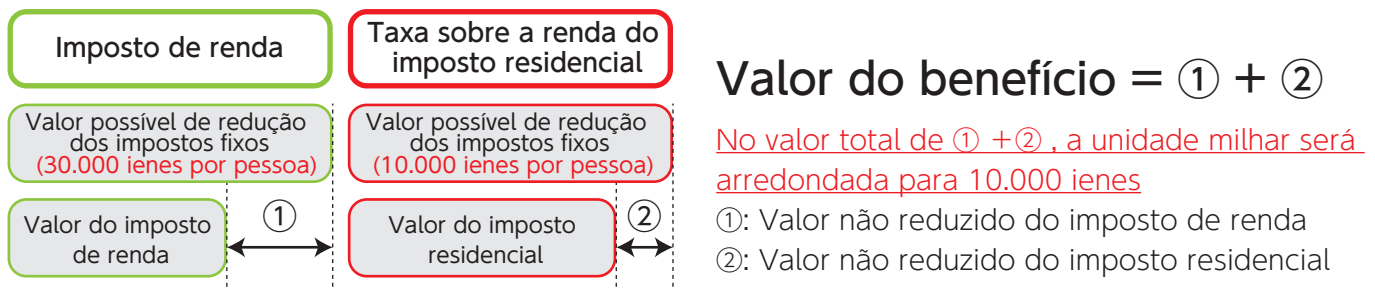 Imposto de renda
Taxa sobre a renda do
imposto residencial
Valor possível de redução
dos impostos fixos
(30.000 ienes por pessoa)
Valor possível de redução
dos impostos fixos
(10.000 ienes por pessoa)
Valor do imposto
de renda
①
Valor do imposto
residencial
②
Valor do benefício = ① + ②
No valor total de ① +② , a unidade milhar será
arredondada para 10.000 ienes
①: Valor não reduzido do imposto de renda
②: Valor não reduzido do imposto residencial